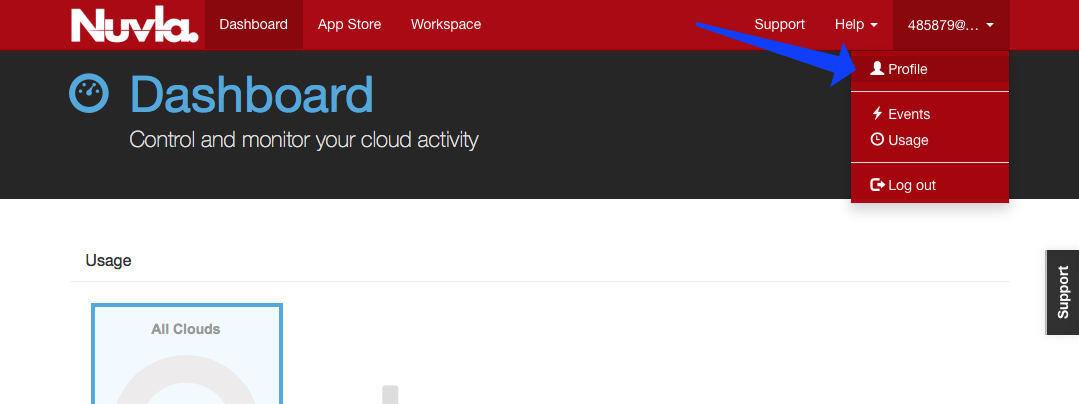 Nuvla. Dashboard App Store Workspace Support Help 485879@...
Profile
Dashboard
Events
Control and monitor your cloud activity
Usage
Log out
Usage
Support
All Clouds